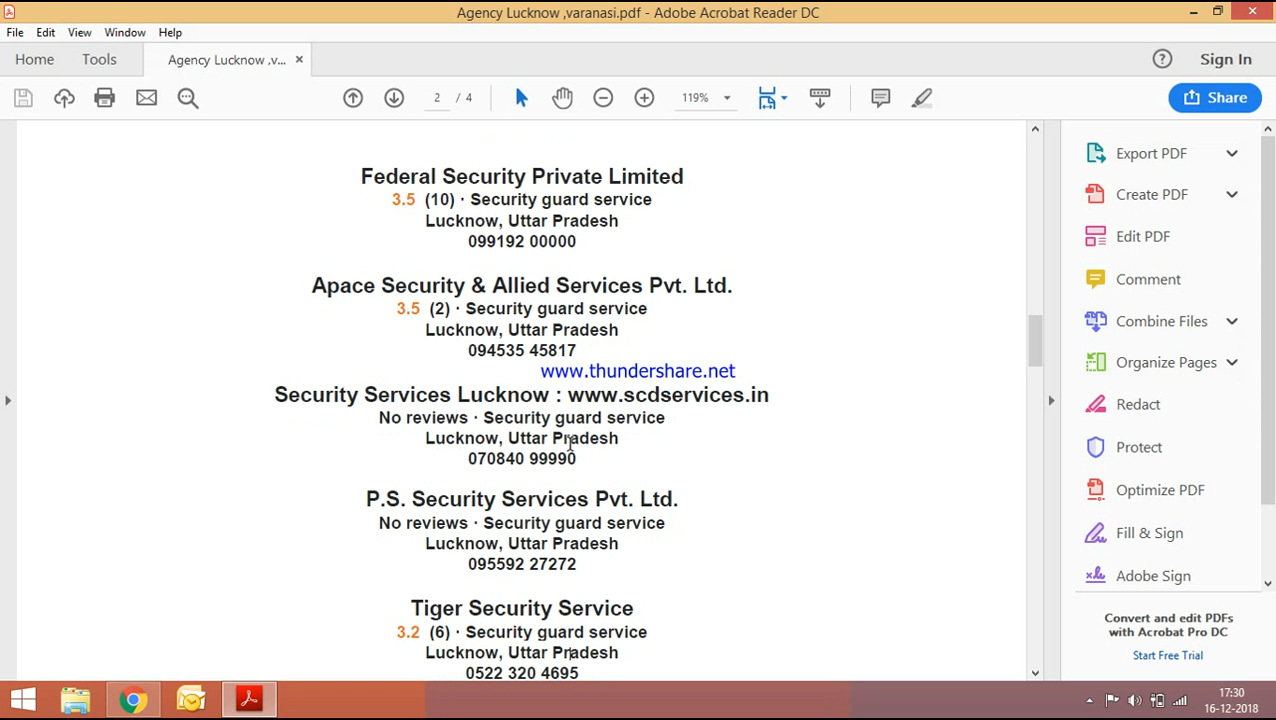 Agency Lucknow ,varanasi.pdf - Adobe Acrobat Reader DC
File Edit View Window Help
Home Tools Agency Lucknow ,v... × Sign In
2 / 4 119% Share
Federal Security Private Limited
3.5 (10) · Security guard service
Lucknow, Uttar Pradesh
099192 00000
Apace Security & Allied Services Pvt. Ltd.
3.5 (2) · Security guard service
Lucknow, Uttar Pradesh
094535 45817
www.thundershare.net
Security Services Lucknow : www.scdservices.in
No reviews · Security guard service
Lucknow, Uttar Pradesh
070840 99990
P.S. Security Services Pvt. Ltd.
No reviews · Security guard service
Lucknow, Uttar Pradesh
095592 27272
Tiger Security Service
3.2 (6) · Security guard service
Lucknow, Uttar Pradesh
0522 320 4695
Export PDF
Create PDF
Edit PDF
Comment
Combine Files
Organize Pages
Redact
Protect
Optimize PDF
Fill & Sign
Adobe Sign
Convert and edit PDFs
with Acrobat Pro DC
Start Free Trial
17:30
16-12-2018